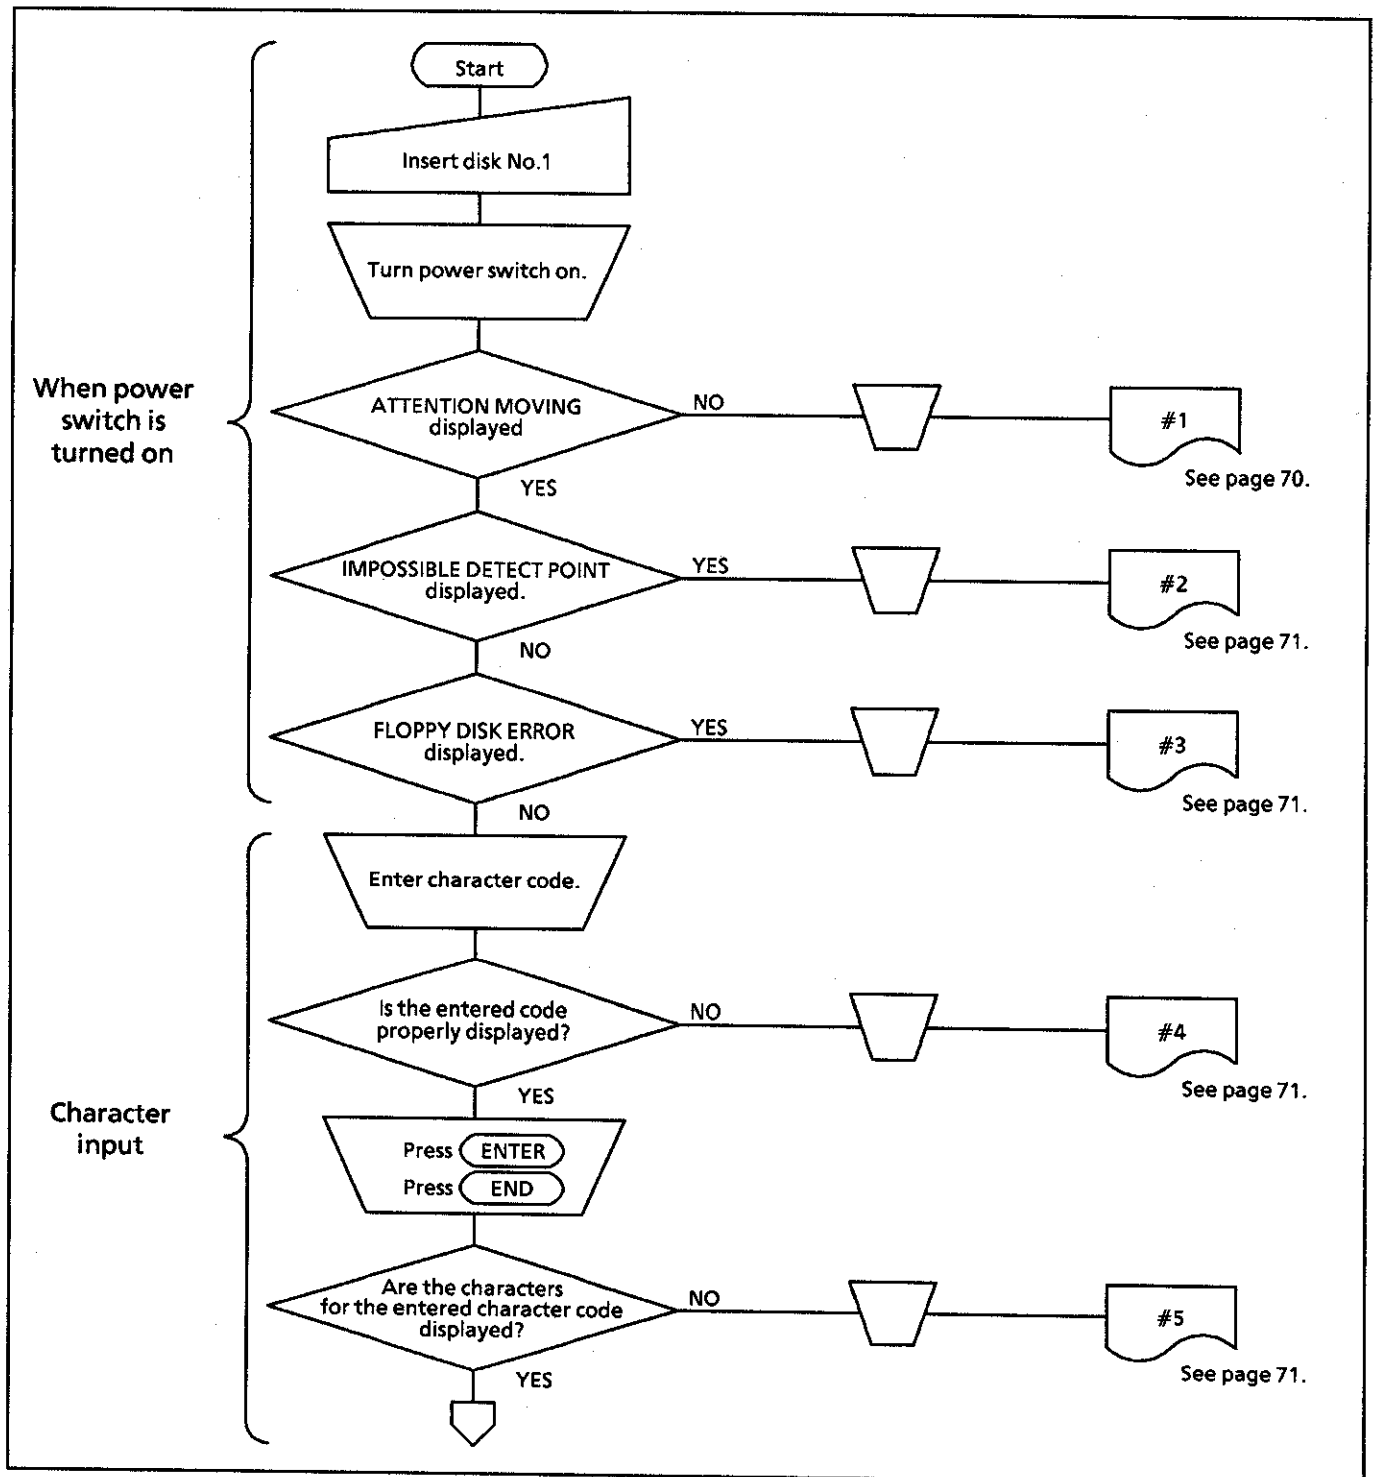 Start
Insert disk No.1
Turn power switch on.
When power
switch is
turned on
ATTENTION MOVING
displayed
NO
#1
See page 70.
YES
IMPOSSIBLE DETECT POINT
displayed.
YES
#2
See page 71.
NO
FLOPPY DISK ERROR
displayed.
YES
#3
See page 71.
NO
Enter character code.
Is the entered code
properly displayed?
NO
#4
See page 71.
YES
Character
input
Press ENTER
Press END
Are the characters
for the entered character code
displayed?
NO
#5
See page 71.
YES